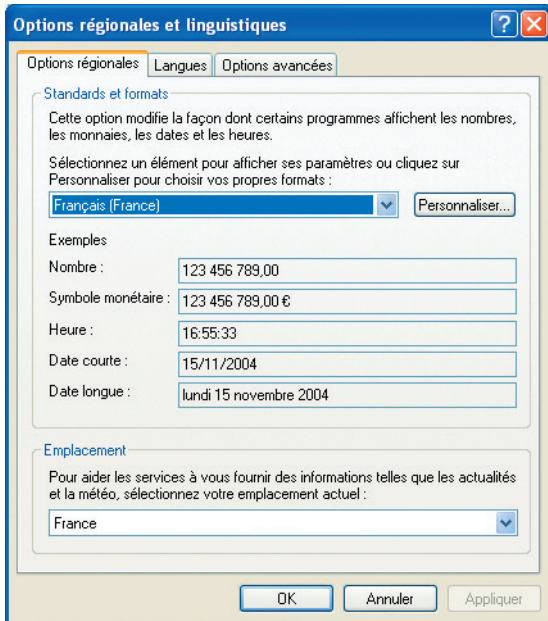 Options régionales et linguistiques
Options régionales Langues Options avancées
Standards et formats
Cette option modifie la façon dont certains programmes affichent les nombres,
les monnaies, les dates et les heures.
Sélectionnez un élément pour afficher ses paramètres ou cliquez sur
Personnaliser pour choisir vos propres formats :
Français (France) Personnaliser...
Exemples
Nombre : 123 456 789,00
Symbole monétaire : 123 456 789,00 €
Heure : 16:55:33
Date courte : 15/11/2004
Date longue : lundi 15 novembre 2004
Emplacement
Pour aider les services à vous fournir des informations telles que les actualités
et la météo, sélectionnez votre emplacement actuel :
France
OK Annuler Appliquer